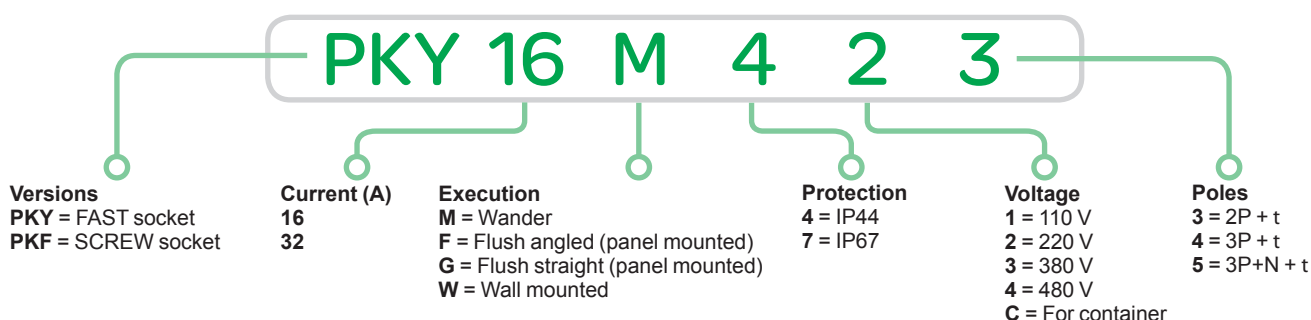 PKY 16 M 4 2 3
Versions
PKY = FAST socket
PKF = SCREW socket
Current (A)
16
32
Execution
M = Wander
F = Flush angled (panel mounted)
G = Flush straight (panel mounted)
W = Wall mounted
Protection
4 = IP44
7 = IP67
Voltage
1 = 110 V
2 = 220 V
3 = 380 V
4 = 480 V
C = For container
Poles
3 = 2P + t
4 = 3P + t
5 = 3P+N + t